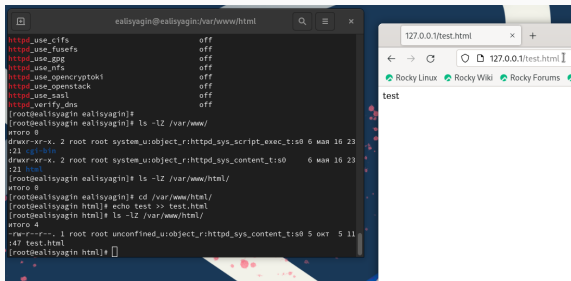 ealisyagin@ealisyagin:/var/www/html
httpd_use_cifs off
httpd_use_fusefs off
httpd_use_gpg off
httpd_use_nfs off
httpd_use_opencryptoki off
httpd_use_openstack off
httpd_use_sasl off
httpd_verify_dns off
[root@ealisyagin ealisyagin]#
[root@ealisyagin ealisyagin]# ls -lZ /var/www/
итого 0
drwxr-xr-x. 2 root root system_u:object_r:httpd_sys_script_exec_t:s0 6 мая 16 23
:21 cgi-bin
drwxr-xr-x. 2 root root system_u:object_r:httpd_sys_content_t:s0 6 мая 16 23
:21 html
[root@ealisyagin ealisyagin]# ls -lZ /var/www/html/
итого 0
[root@ealisyagin ealisyagin]# cd /var/www/html/
[root@ealisyagin html]# echo test >> test.html
[root@ealisyagin html]# ls -lZ /var/www/html/
итого 4
-rw-r--r--. 1 root root unconfined_u:object_r:httpd_sys_content_t:s0 5 окт 5 11
:47 test.html
[root@ealisyagin html]#
127.0.0.1/test.html
127.0.0.1/test.html
Rocky Linux Rocky Wiki Rocky Forums
test